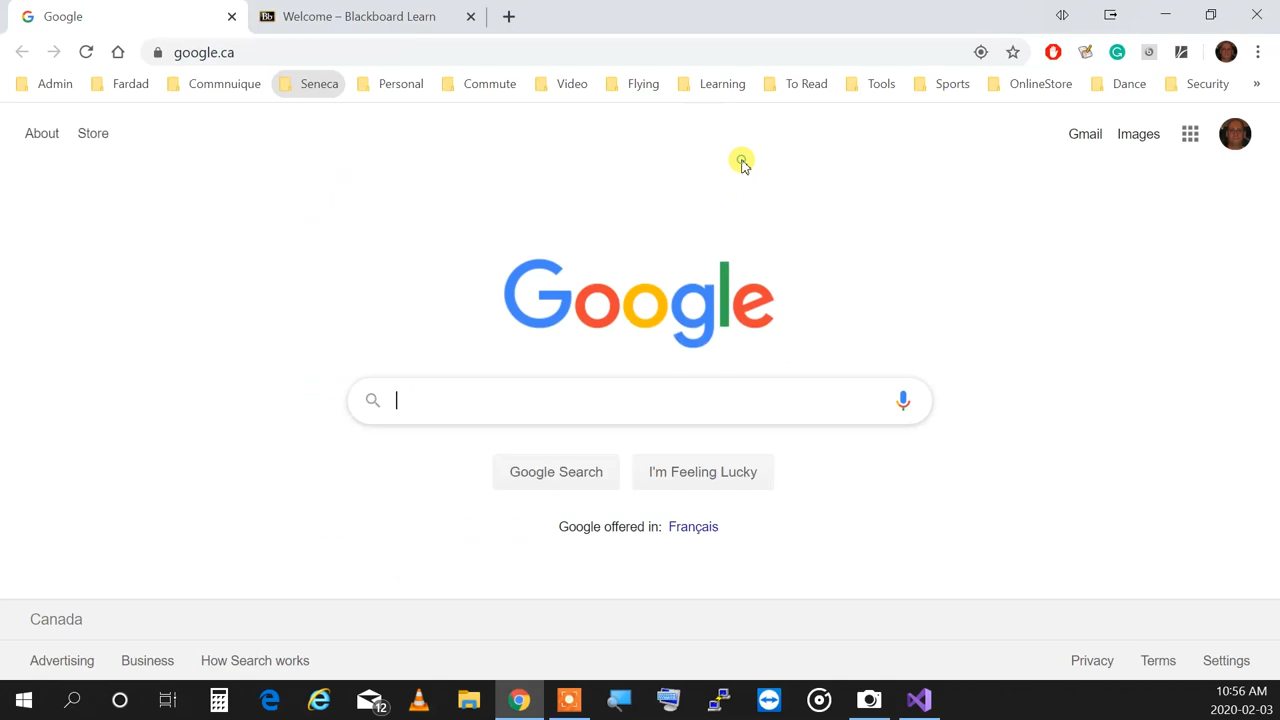 Google
Welcome – Blackboard Learn
google.ca
Admin Fardad Commnuique Seneca Personal Commute Video Flying Learning To Read Tools Sports OnlineStore Dance Security »
About Store Gmail Images
Google
Google Search I'm Feeling Lucky
Google offered in: Français
Canada
Advertising Business How Search works Privacy Terms Settings
12
10:56 AM
2020-02-03